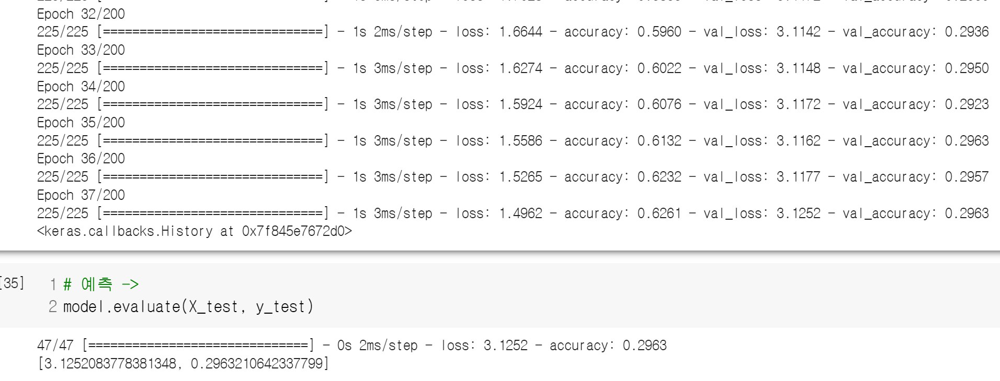 Epoch 32/200
225/225 [==============================] - 1s 2ms/step - loss: 1.6644 - accuracy: 0.5960 - val_loss: 3.1142 - val_accuracy: 0.2936
Epoch 33/200
225/225 [==============================] - 1s 3ms/step - loss: 1.6274 - accuracy: 0.6022 - val_loss: 3.1148 - val_accuracy: 0.2950
Epoch 34/200
225/225 [==============================] - 1s 3ms/step - loss: 1.5924 - accuracy: 0.6076 - val_loss: 3.1172 - val_accuracy: 0.2923
Epoch 35/200
225/225 [==============================] - 1s 3ms/step - loss: 1.5586 - accuracy: 0.6132 - val_loss: 3.1162 - val_accuracy: 0.2963
Epoch 36/200
225/225 [==============================] - 1s 3ms/step - loss: 1.5265 - accuracy: 0.6232 - val_loss: 3.1177 - val_accuracy: 0.2957
Epoch 37/200
225/225 [==============================] - 1s 3ms/step - loss: 1.4962 - accuracy: 0.6261 - val_loss: 3.1252 - val_accuracy: 0.2963
<keras.callbacks.History at 0x7f845e7672d0>
[35] 1 # 예측 ->
2 model.evaluate(X_test, y_test)
47/47 [==============================] - 0s 2ms/step - loss: 3.1252 - accuracy: 0.2963
[3.1252083778381348, 0.2963210642337799]